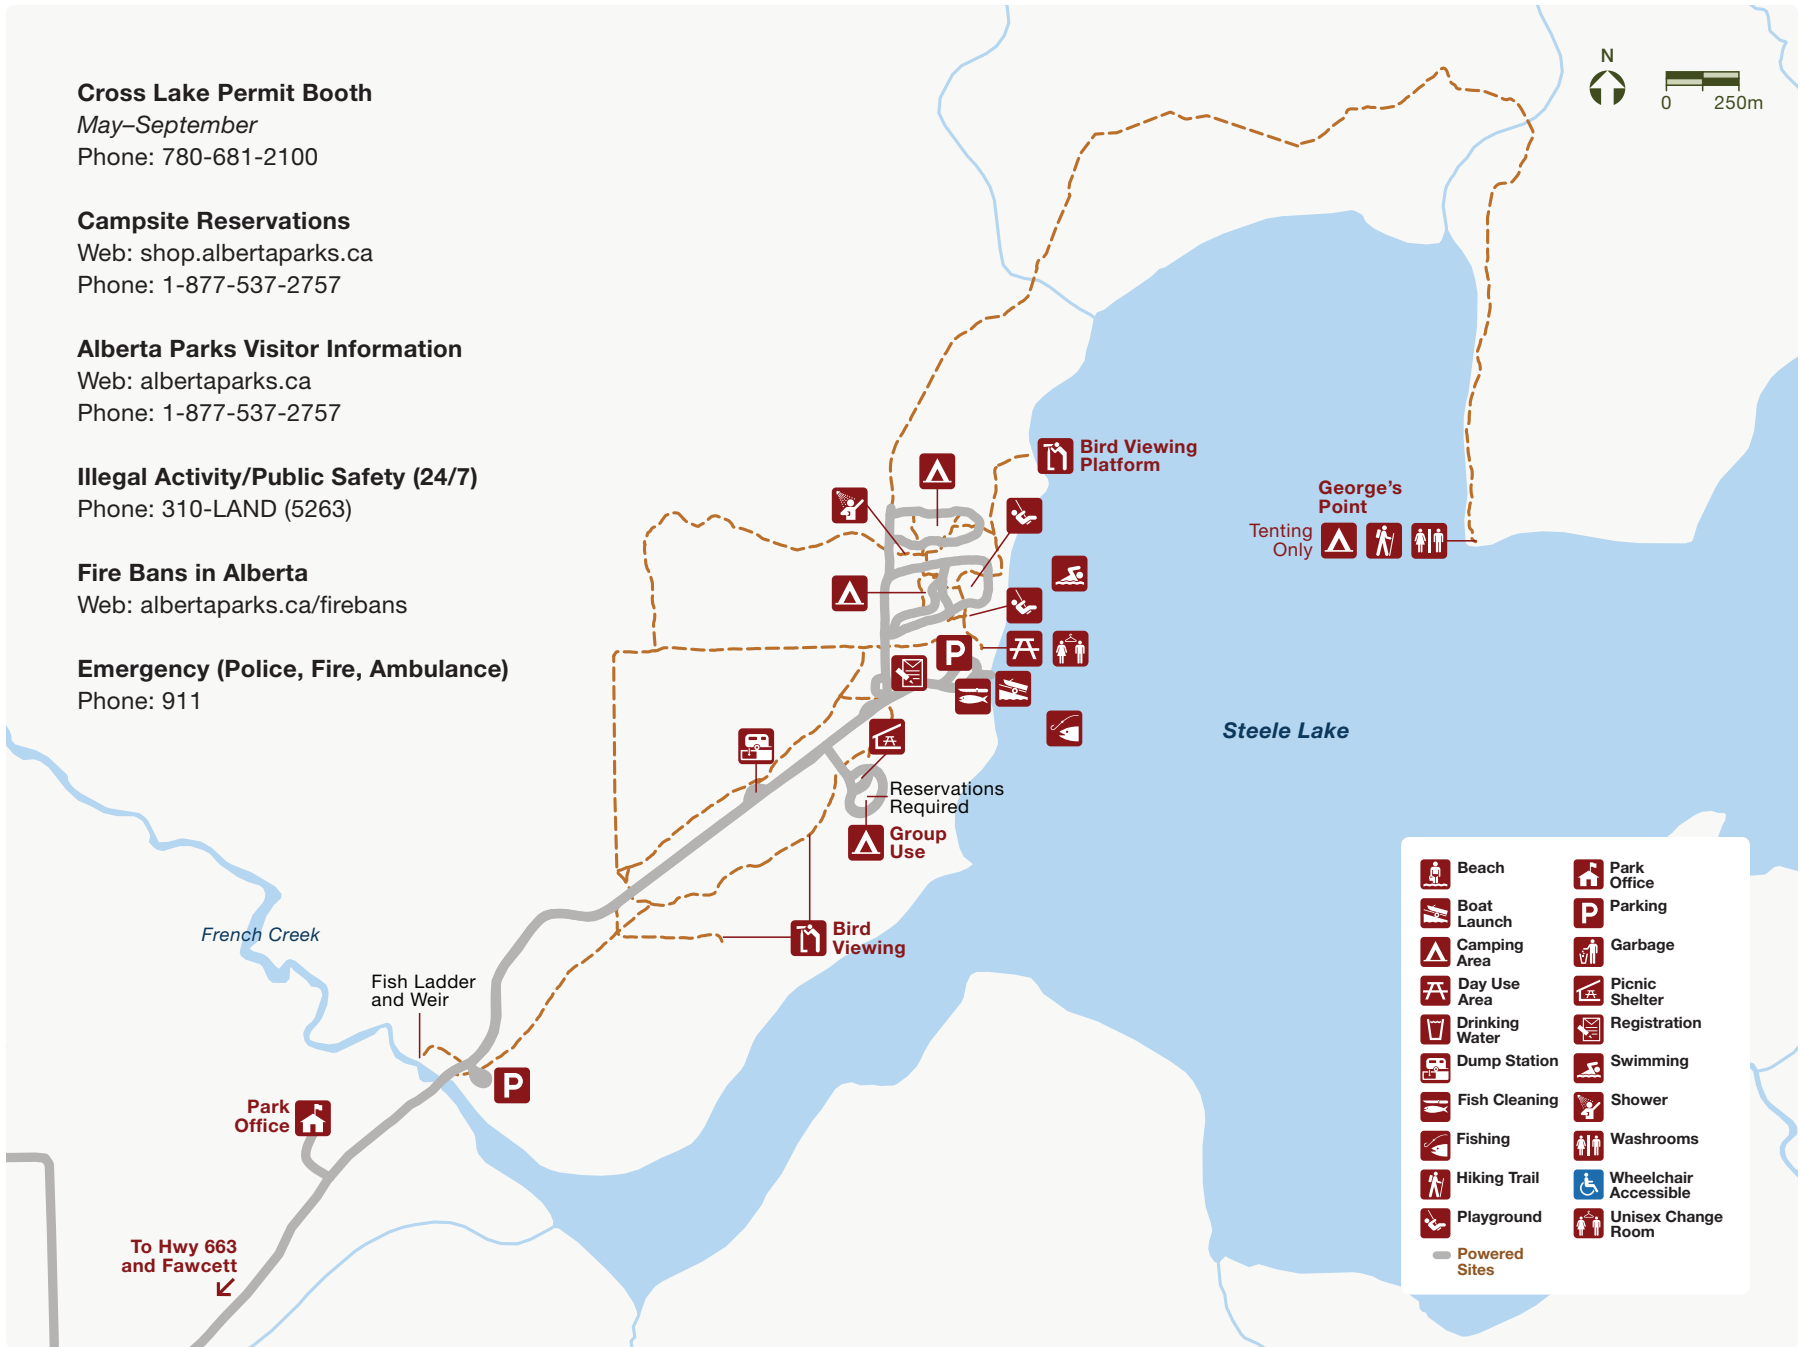 Cross Lake Permit Booth
May–September
Phone: 780-681-2100
Campsite Reservations
Web: shop.albertaparks.ca
Phone: 1-877-537-2757
Alberta Parks Visitor Information
Web: albertaparks.ca
Phone: 1-877-537-2757
Illegal Activity/Public Safety (24/7)
Phone: 310-LAND (5263)
Fire Bans in Alberta
Web: albertaparks.ca/firebans
Emergency (Police, Fire, Ambulance)
Phone: 911
N
0 250m
Bird Viewing
Platform
George's
Point
Tenting
Only
P
Steele Lake
Reservations
Required
Group
Use
Bird
Viewing
French Creek
Fish Ladder
and Weir
P
Park
Office
To Hwy 663
and Fawcett
Beach
Boat
Launch
Camping
Area
Day Use
Area
Drinking
Water
Dump Station
Fish Cleaning
Fishing
Hiking Trail
Playground
Powered
Sites
Park
Office
P
Parking
Garbage
Picnic
Shelter
Registration
Swimming
Shower
Washrooms
Wheelchair
Accessible
Unisex Change
Room